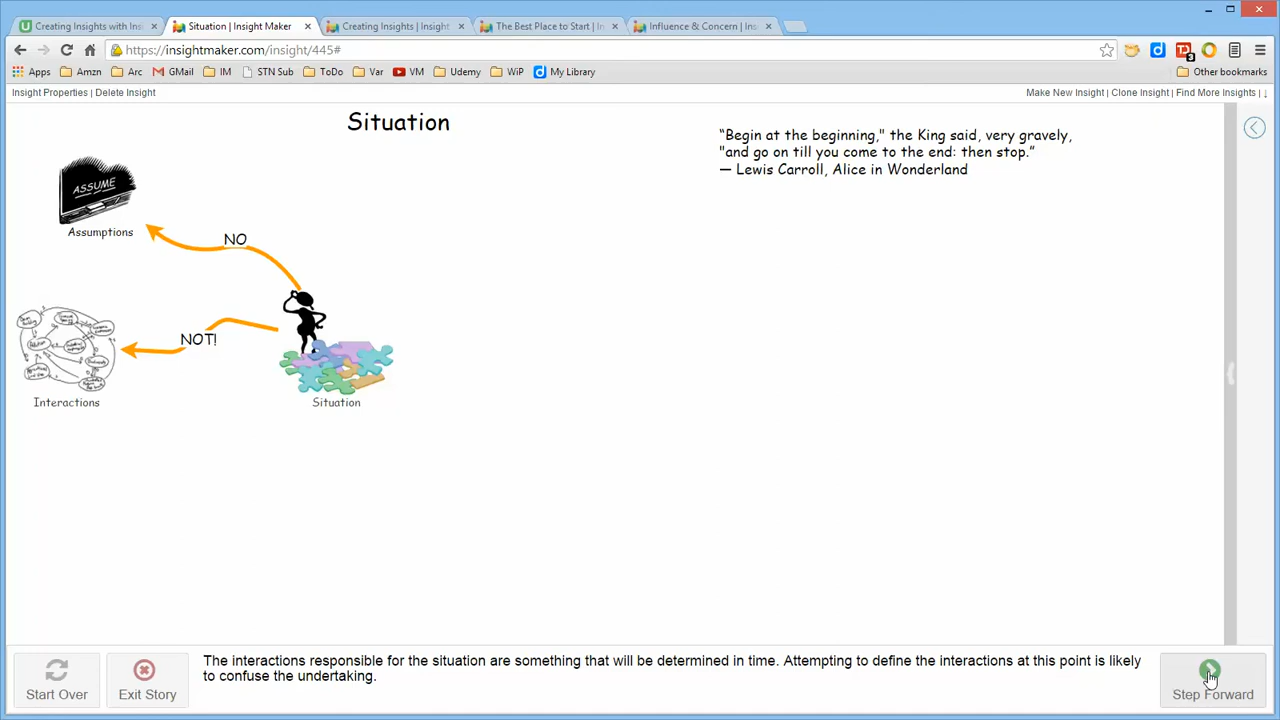 Creating Insights with Insi
Situation | Insight Maker
Creating Insights | Insight
The Best Place to Start | In
Influence & Concern | Ins
https://insightmaker.com/insight/445#
Apps
Amzn
Arc
GMail
IM
STN Sub
ToDo
Var
VM
Udemy
WiP
My Library
Other bookmarks
Insight Properties | Delete Insight
Make New Insight | Clone Insight | Find More Insights | ↓
Situation
“Begin at the beginning," the King said, very gravely,
"and go on till you come to the end: then stop.”
— Lewis Carroll, Alice in Wonderland
ASSUME
Assumptions
NO
NOT!
Interactions
Situation
The interactions responsible for the situation are something that will be determined in time. Attempting to define the interactions at this point is likely
to confuse the undertaking.
Start Over
Exit Story
Step Forward